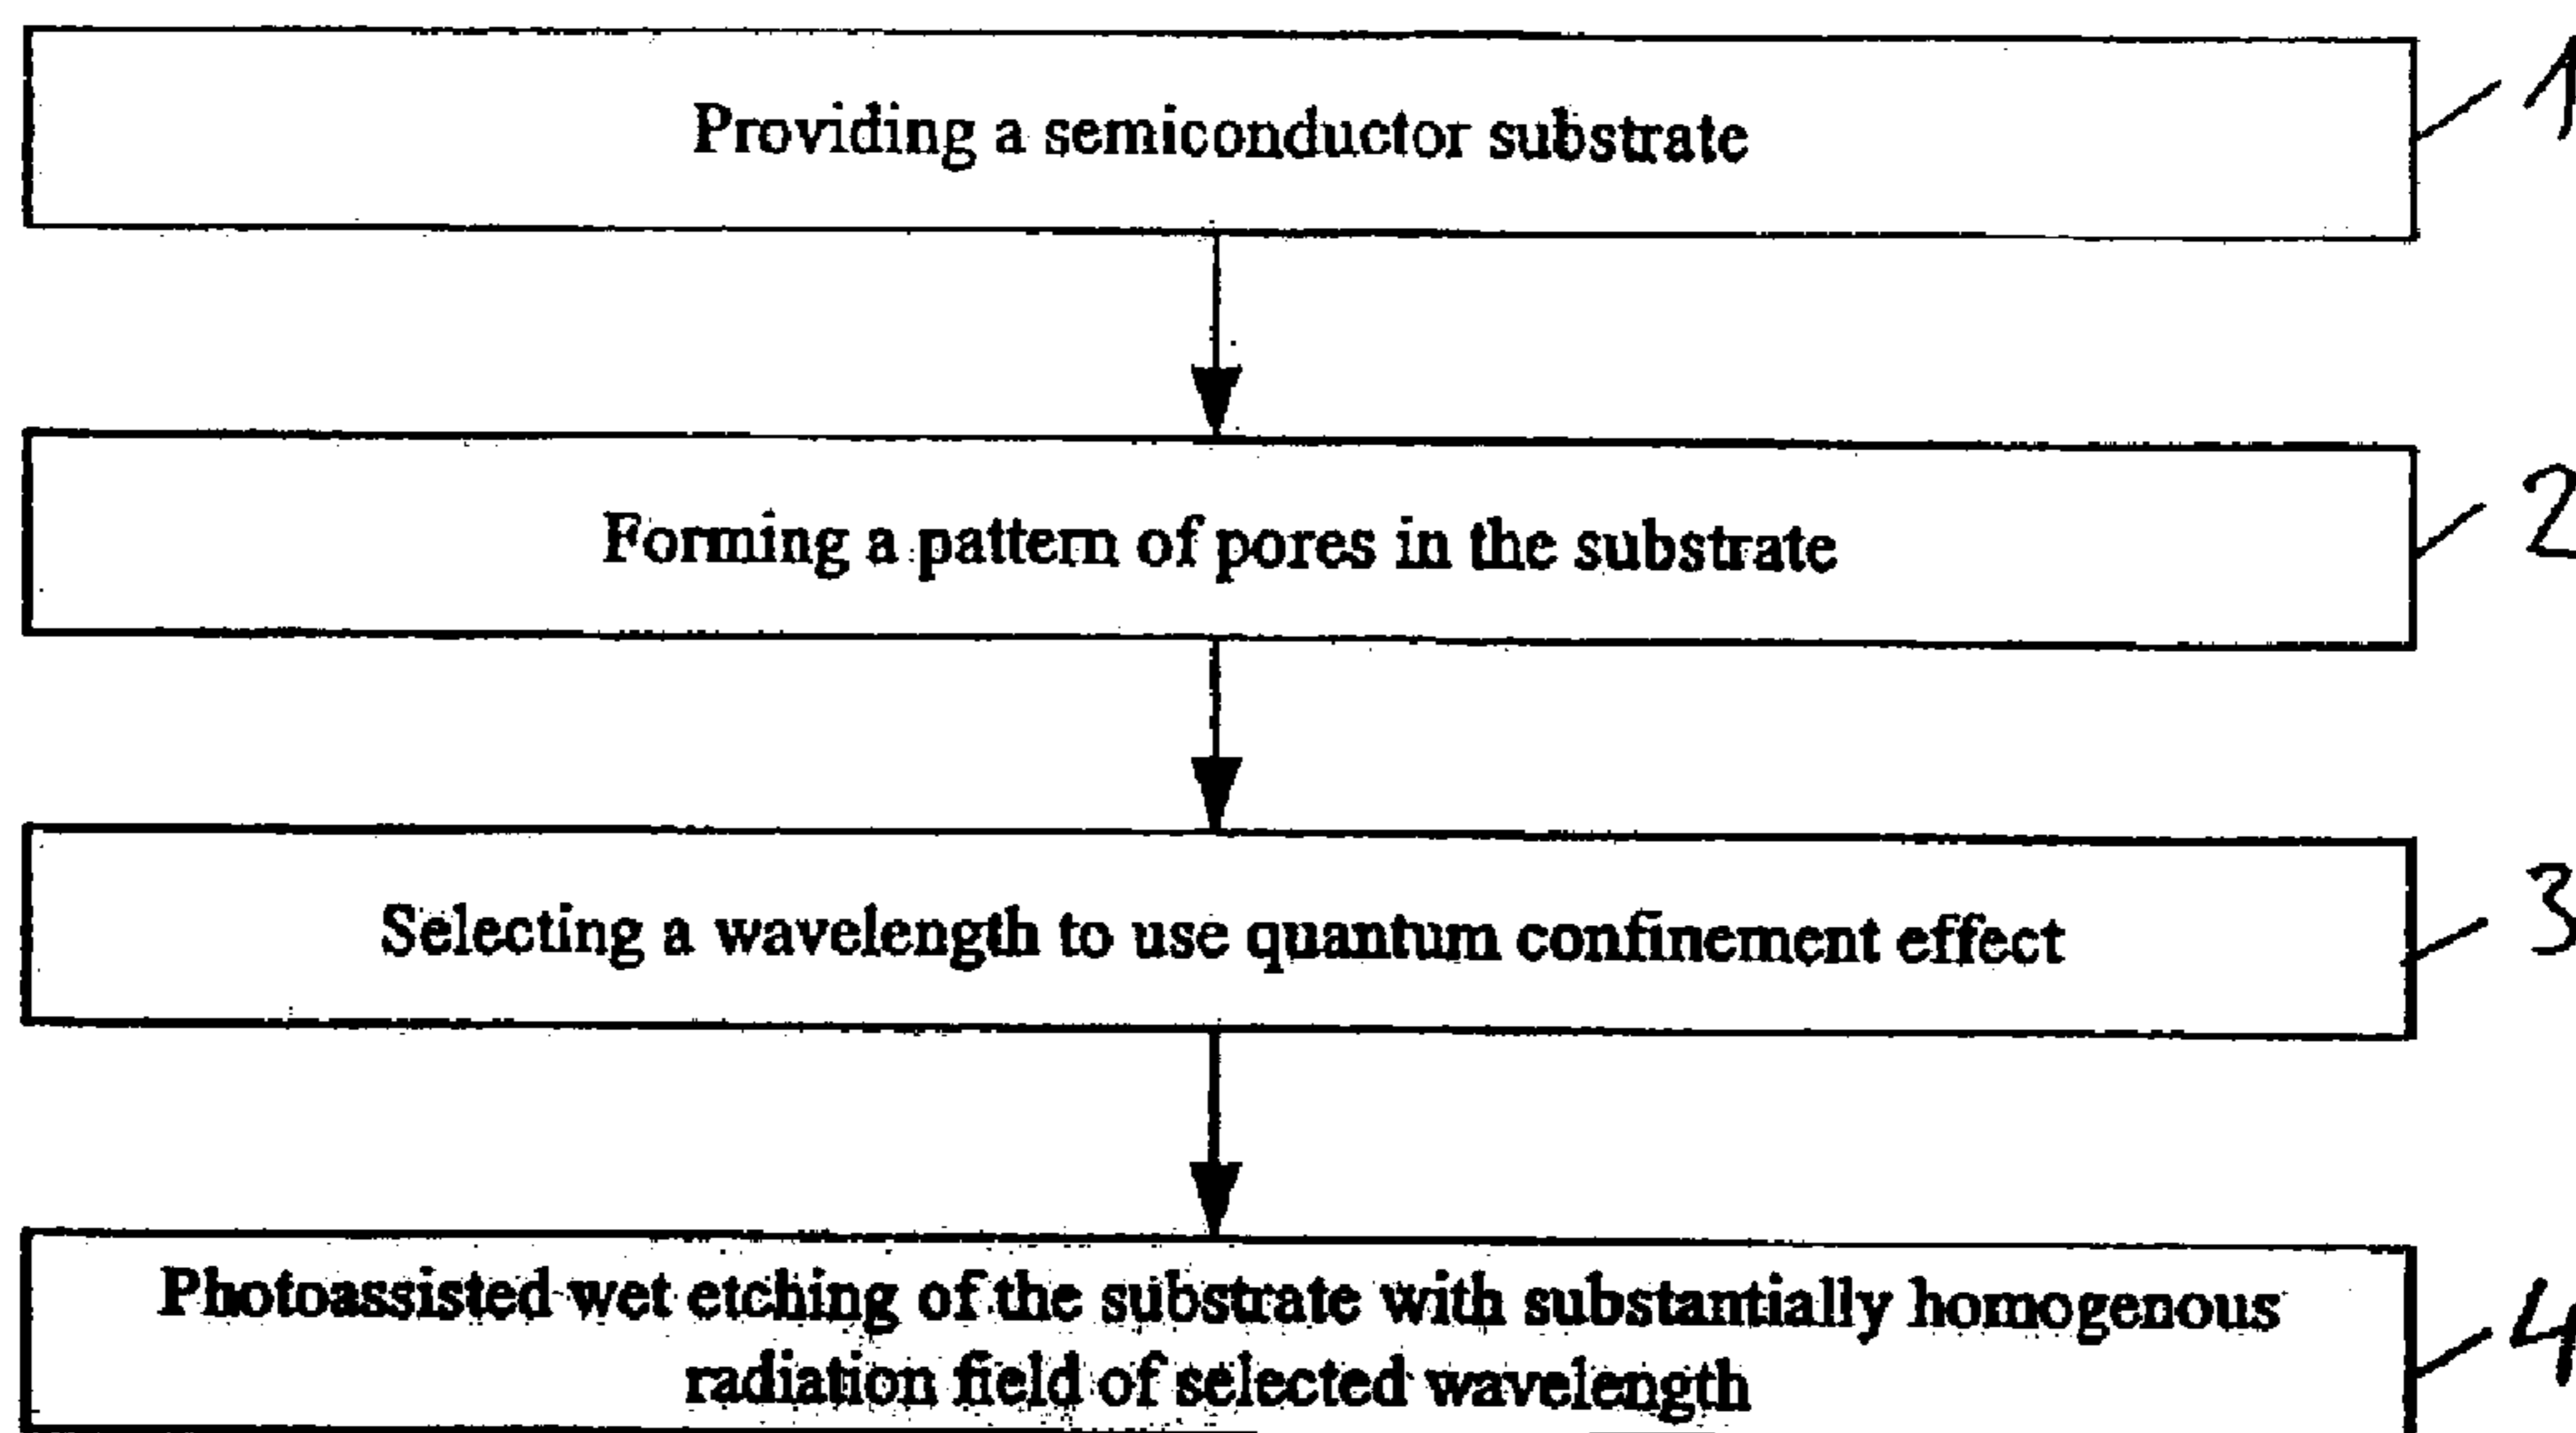 Providing a semiconductor substrate
1
Forming a pattern of pores in the substrate
2
Selecting a wavelength to use quantum confinement effect
3
Photoassisted wet etching of the substrate with substantially homogenous
radiation field of selected wavelength
4